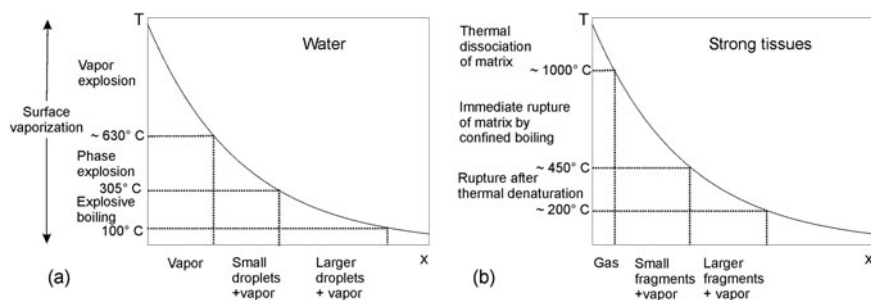 T
Water
Vapor
explosion
Surface
vaporization
~ 630° C
Phase
explosion
305° C
Explosive
boiling
100° C
x
(a)
Vapor
Small
droplets
+vapor
Larger
droplets
+ vapor
T
Strong tissues
Thermal
dissociation
of matrix
~ 1000° C
Immediate rupture
of matrix by
confined boiling
~ 450° C
Rupture after
thermal denaturation
~ 200° C
x
(b)
Gas
Small
fragments
+vapor
Larger
fragments
+ vapor